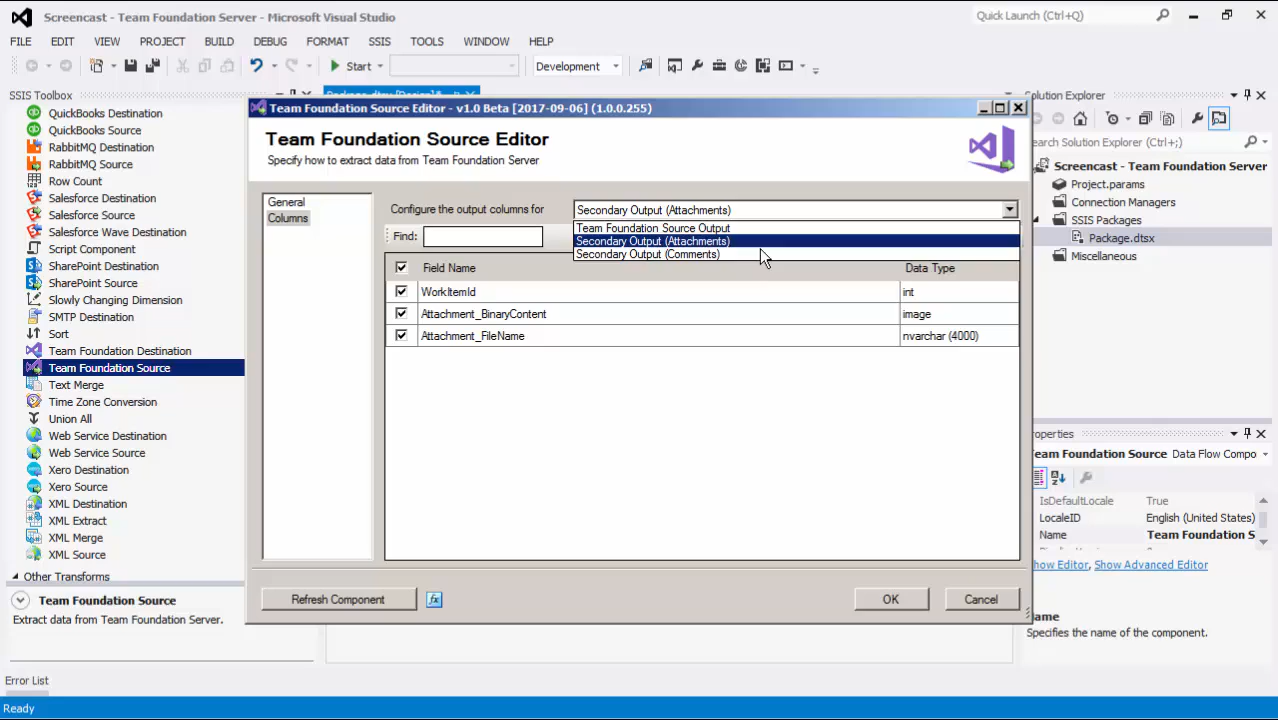 Screencast - Team Foundation Server - Microsoft Visual Studio
Quick Launch (Ctrl+Q)
FILE EDIT VIEW PROJECT BUILD DEBUG FORMAT SSIS TOOLS WINDOW HELP
Start Development
SSIS Toolbox
QuickBooks Destination
QuickBooks Source
RabbitMQ Destination
RabbitMQ Source
Row Count
Salesforce Destination
Salesforce Source
Salesforce Wave Destination
Script Component
SharePoint Destination
SharePoint Source
Slowly Changing Dimension
SMTP Destination
Sort
Team Foundation Destination
Team Foundation Source
Text Merge
Time Zone Conversion
Union All
Web Service Destination
Web Service Source
Xero Destination
Xero Source
XML Destination
XML Extract
XML Merge
XML Source
Other Transforms
Team Foundation Source
Extract data from Team Foundation Server.
Error List
Ready
Package.dtsx [Design]*
Team Foundation Source Editor - v1.0 Beta [2017-09-06] (1.0.0.255)
Team Foundation Source Editor
Specify how to extract data from Team Foundation Server
General
Columns
Configure the output columns for
Secondary Output (Attachments)
Team Foundation Source Output
Secondary Output (Attachments)
Secondary Output (Comments)
Find:
Field Name Data Type
WorkItemId int
Attachment_BinaryContent image
Attachment_FileName nvarchar (4000)
Refresh Component
fx
OK
Cancel
olution Explorer
earch Solution Explorer (Ctrl+;)
Screencast - Team Foundation Server
Project.params
Connection Managers
SSIS Packages
Package.dtsx
Miscellaneous
roperties
eam Foundation Source Data Flow Compo
IsDefaultLocale True
LocaleID English (United States)
Name Team Foundation S
how Editor, Show Advanced Editor
ame
Specifies the name of the component.